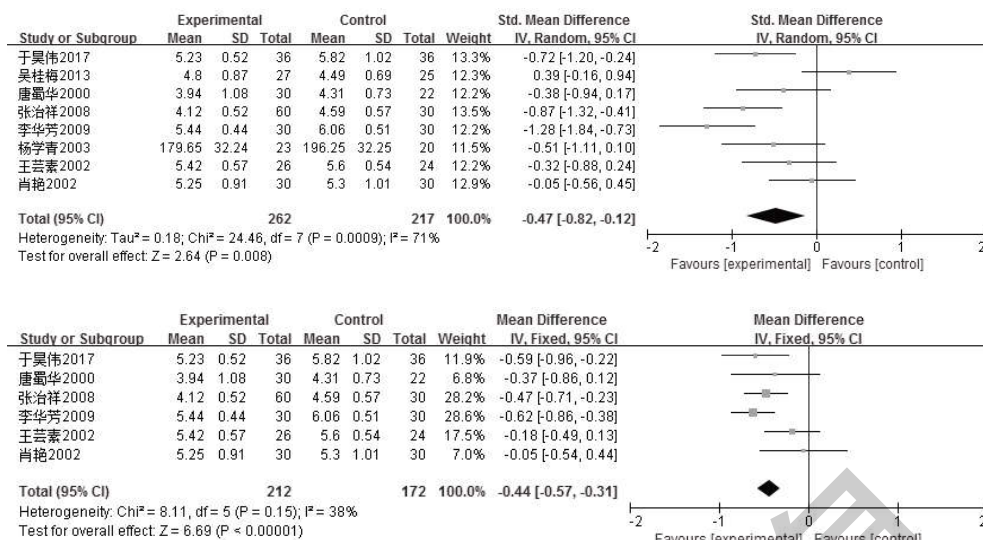 Experimental Control Std. Mean Difference Std. Mean Difference
Study or Subgroup Mean SD Total Mean SD Total Weight IV, Random, 95% CI IV, Random, 95% CI
于昊伟2017 5.23 0.52 36 5.82 1.02 36 13.3% -0.72 [-1.20, -0.24]
吴桂梅2013 4.8 0.87 27 4.49 0.69 25 12.2% 0.39 [-0.16, 0.94]
唐蜀华2000 3.94 1.08 30 4.31 0.73 22 12.2% -0.38 [-0.94, 0.17]
张治祥2008 4.12 0.52 60 4.59 0.57 30 13.5% -0.87 [-1.32, -0.41]
李华芳2009 5.44 0.44 30 6.06 0.51 30 12.3% -1.28 [-1.84, -0.73]
杨学青2003 179.65 32.24 23 196.25 32.25 20 11.5% -0.51 [-1.11, 0.10]
王芸素2002 5.42 0.57 26 5.6 0.54 24 12.2% -0.32 [-0.88, 0.24]
肖艳2002 5.25 0.91 30 5.3 1.01 30 12.9% -0.05 [-0.56, 0.45]
Total (95% CI) 262 217 100.0% -0.47 [-0.82, -0.12]
Heterogeneity: Tau² = 0.18; Chi² = 24.46, df = 7 (P = 0.0009); I² = 71%
Test for overall effect: Z = 2.64 (P = 0.008)
-2 -1 0 1 2
Favours [experimental] Favours [control]
Experimental Control Mean Difference Mean Difference
Study or Subgroup Mean SD Total Mean SD Total Weight IV, Fixed, 95% CI IV, Fixed, 95% CI
于昊伟2017 5.23 0.52 36 5.82 1.02 36 11.9% -0.59 [-0.96, -0.22]
唐蜀华2000 3.94 1.08 30 4.31 0.73 22 6.8% -0.37 [-0.86, 0.12]
张治祥2008 4.12 0.52 60 4.59 0.57 30 28.2% -0.47 [-0.71, -0.23]
李华芳2009 5.44 0.44 30 6.06 0.51 30 28.6% -0.62 [-0.86, -0.38]
王芸素2002 5.42 0.57 26 5.6 0.54 24 17.5% -0.18 [-0.49, 0.13]
肖艳2002 5.25 0.91 30 5.3 1.01 30 7.0% -0.05 [-0.54, 0.44]
Total (95% CI) 212 172 100.0% -0.44 [-0.57, -0.31]
Heterogeneity: Chi² = 8.11, df = 5 (P = 0.15); I² = 38%
Test for overall effect: Z = 6.69 (P < 0.00001)
-2 -1 0 1 2
Favours [experimental] Favours [control]